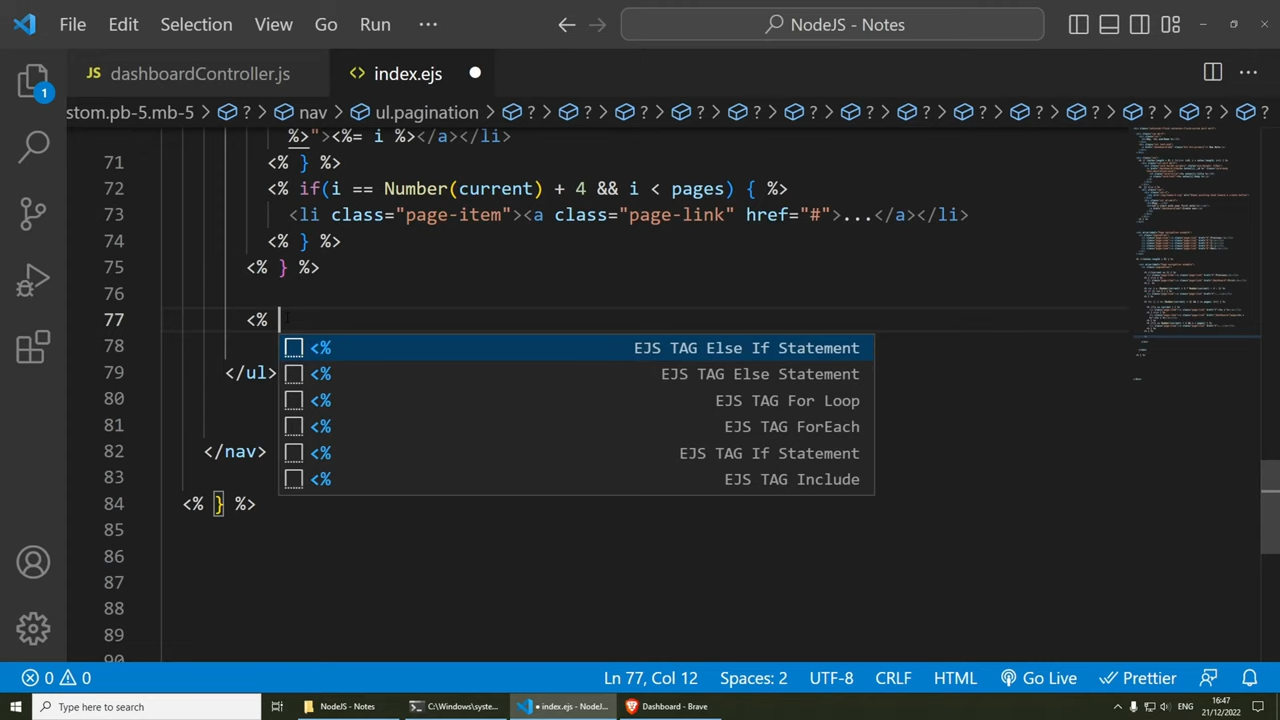 File Edit Selection View Go Run ··· NodeJS - Notes
JS dashboardController.js <> index.ejs
stom.pb-5.mb-5 > ? > nav > ul.pagination > ? > ? > ? > ? > ? > ? > ? > ? > ? > ? > ? > ? > ? > ?
%>"><%= i %></a></li>
71 <% } %>
72 <% if(i == Number(current) + 4 && i < pages) { %>
73 <li class="page-item"><a class="page-link" href="#">...</a></li>
74 <% } %>
75 <% } %>
76
77 <%
<% EJS TAG Else If Statement
78
<% EJS TAG Else Statement
79 </ul>
<% EJS TAG For Loop
80
<% EJS TAG ForEach
81
<% EJS TAG If Statement
82 </nav>
<% EJS TAG Include
83
84 <% } %>
85
86
87
88
89
90
1
0 0 Ln 77, Col 12 Spaces: 2 UTF-8 CRLF HTML Go Live Prettier
Type here to search NodeJS - Notes C:\Windows\syste... index.ejs - NodeJ... Dashboard - Brave 16:47
21/12/2022